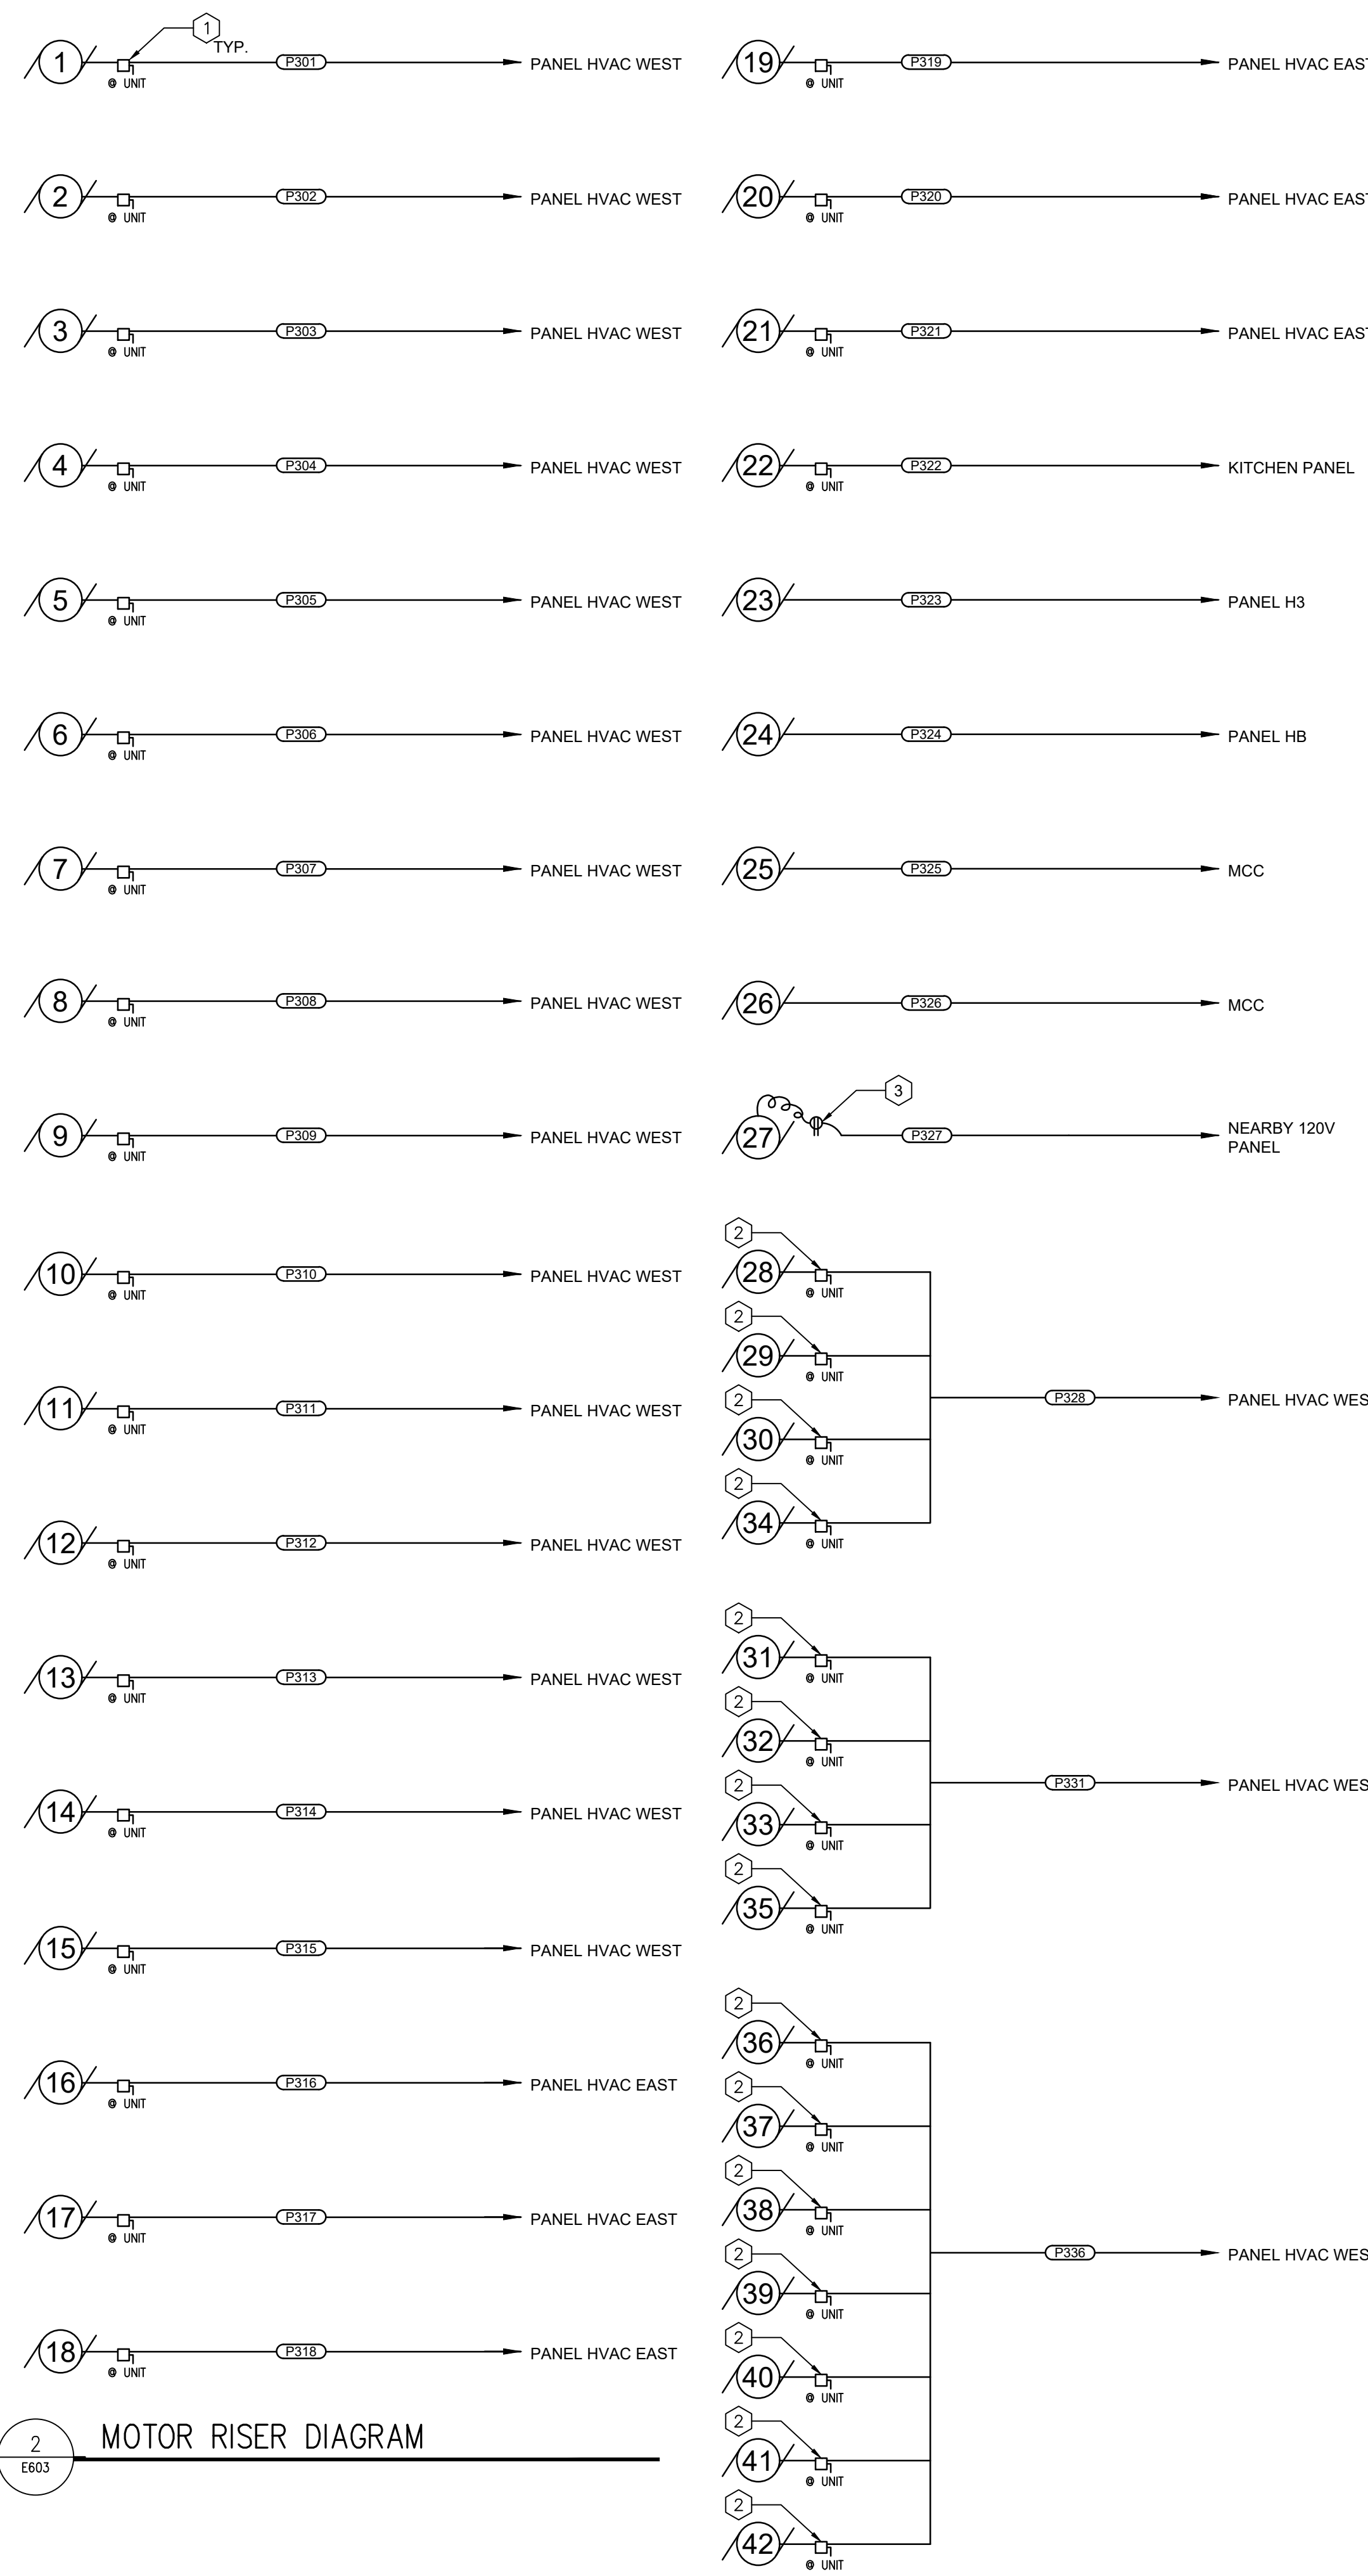 1
TYP.
1 P301 PANEL HVAC WEST
@ UNIT
2 P302 PANEL HVAC WEST
@ UNIT
3 P303 PANEL HVAC WEST
@ UNIT
4 P304 PANEL HVAC WEST
@ UNIT
5 P305 PANEL HVAC WEST
@ UNIT
6 P306 PANEL HVAC WEST
@ UNIT
7 P307 PANEL HVAC WEST
@ UNIT
8 P308 PANEL HVAC WEST
@ UNIT
9 P309 PANEL HVAC WEST
@ UNIT
10 P310 PANEL HVAC WEST
@ UNIT
11 P311 PANEL HVAC WEST
@ UNIT
12 P312 PANEL HVAC WEST
@ UNIT
13 P313 PANEL HVAC WEST
@ UNIT
14 P314 PANEL HVAC WEST
@ UNIT
15 P315 PANEL HVAC WEST
@ UNIT
16 P316 PANEL HVAC EAST
@ UNIT
17 P317 PANEL HVAC EAST
@ UNIT
18 P318 PANEL HVAC EAST
@ UNIT
2
E603
MOTOR RISER DIAGRAM
19 P319 PANEL HVAC EAST
@ UNIT
20 P320 PANEL HVAC EAST
@ UNIT
21 P321 PANEL HVAC EAST
@ UNIT
22 P322 KITCHEN PANEL
@ UNIT
23 P323 PANEL H3
24 P324 PANEL HB
25 P325 MCC
26 P326 MCC
3
27 P327 NEARBY 120V
PANEL
2
28
@ UNIT
2
29
@ UNIT
P328 PANEL HVAC WES
2
30
@ UNIT
2
34
@ UNIT
2
31
@ UNIT
2
32
@ UNIT
P331 PANEL HVAC WES
2
33
@ UNIT
2
35
@ UNIT
2
36
@ UNIT
2
37
@ UNIT
2
38
@ UNIT
P336 PANEL HVAC WES
2
39
@ UNIT
2
40
@ UNIT
2
41
@ UNIT
2
42
@ UNIT